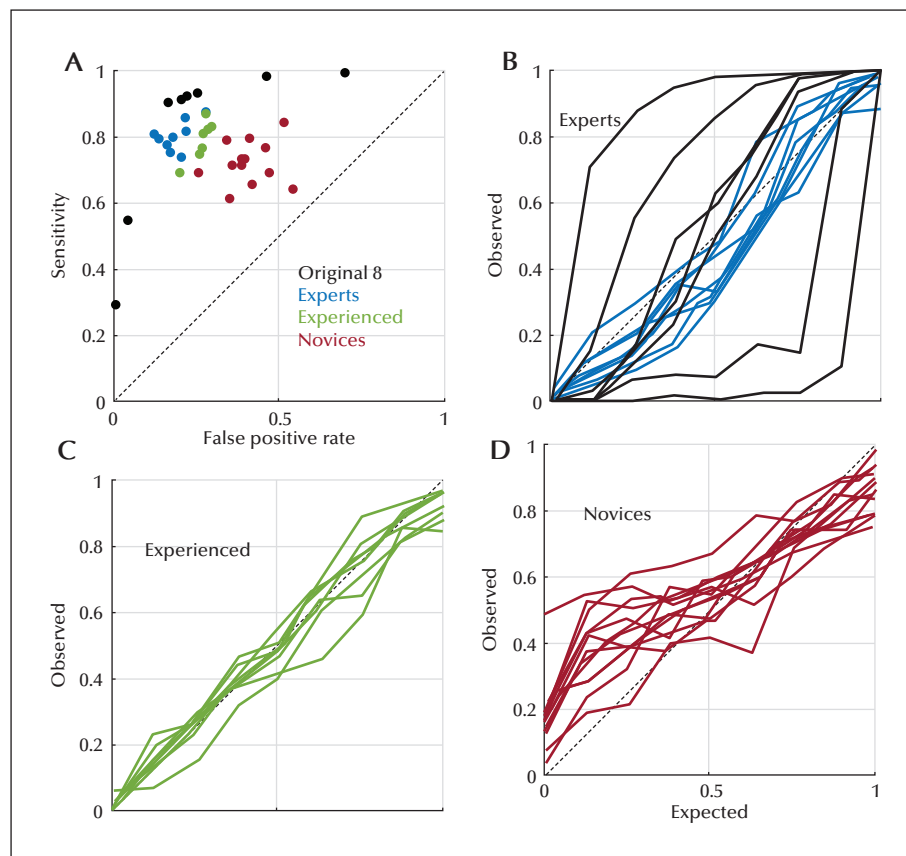 A
1
0.8
0.6
0.4
0.2
0
0
0.5
1
Sensitivity
False positive rate
Original 8
Experts
Experienced
Novices
B
1
0.8
0.6
0.4
0.2
0
Observed
Experts
C
1
0.8
0.6
0.4
0.2
0
Observed
Experienced
D
1
0.8
0.6
0.4
0.2
0
0
0.5
1
Observed
Expected
Novices